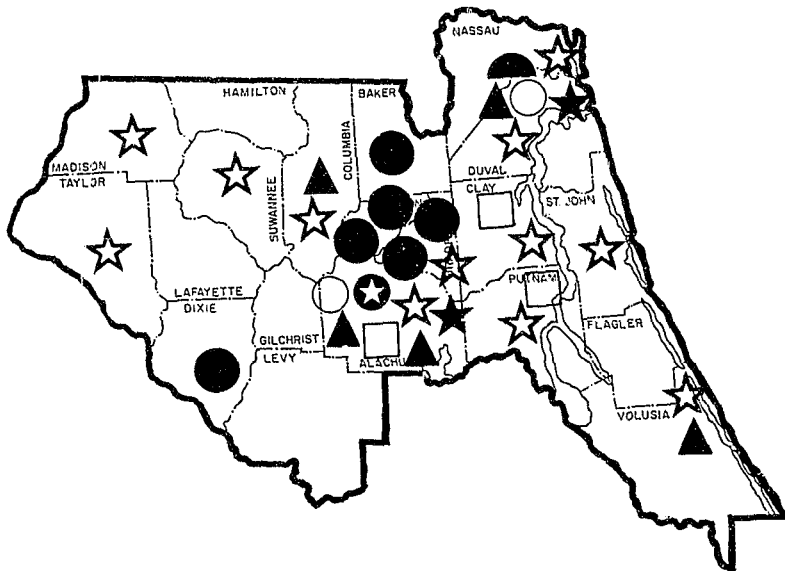 NASSAU
HAMILTON
BAKER
COLUMBIA
MADISON
TAYLOR
SUWANNEE
DUVAL
CLAY
ST. JOHN
LAFAYETTE
DIXIE
PUTNAM
GILCHRIST
LEVY
ALACHU
FLAGLER
VOLUSIA